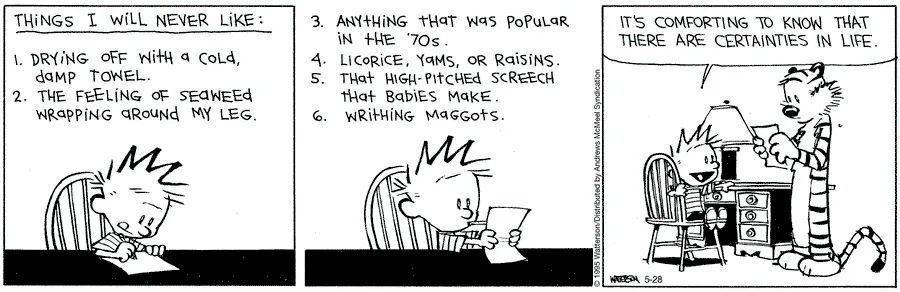 THINGS I WILL NEVER LIKE:
1. DRYING OFF WITH A COLD,
DAMP TOWEL.
2. THE FEELING OF SEAWEED
WRAPPING AROUND MY LEG.
3. ANYTHING THAT WAS POPULAR
IN THE '70s.
4. LICORICE, YAMS, OR RAISINS.
5. THAT HIGH-PITCHED SCREECH
THAT BABIES MAKE.
6. WRITHING MAGGOTS.
IT'S COMFORTING TO KNOW THAT
THERE ARE CERTAINTIES IN LIFE.
© 1995 Watterson/Distributed by Andrews McMeel Syndication
WATTERSON 5-28